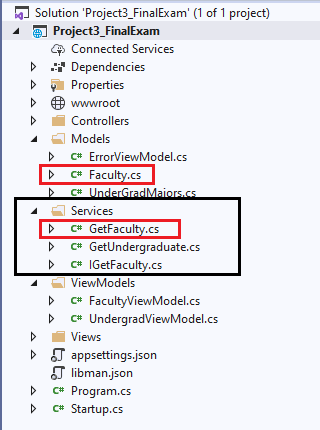 Solution 'Project3_FinalExam' (1 of 1 project)
Project3_FinalExam
Connected Services
Dependencies
Properties
wwwroot
Controllers
Models
C# ErrorViewModel.cs
C# Faculty.cs
C# UnderGradMajors.cs
Services
C# GetFaculty.cs
C# GetUndergraduate.cs
C# IGetFaculty.cs
ViewModels
C# FacultyViewModel.cs
C# UndergradViewModel.cs
Views
appsettings.json
libman.json
C# Program.cs
C# Startup.cs